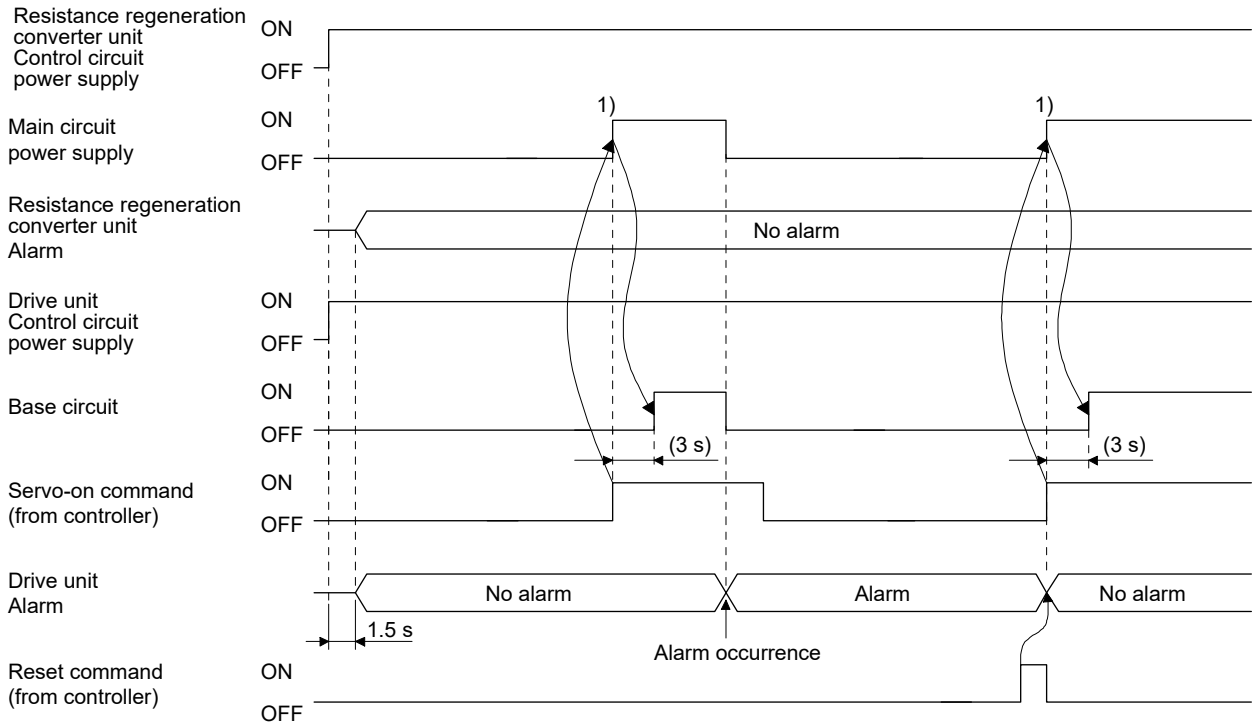 Resistance regeneration
converter unit
Control circuit
power supply
ON
OFF
Main circuit
power supply
ON
OFF
1)
1)
Resistance regeneration
converter unit
Alarm
No alarm
Drive unit
Control circuit
power supply
ON
OFF
Base circuit
ON
OFF
(3 s)
(3 s)
Servo-on command
(from controller)
ON
OFF
Drive unit
Alarm
No alarm
Alarm
No alarm
1.5 s
Alarm occurrence
Reset command
(from controller)
ON
OFF